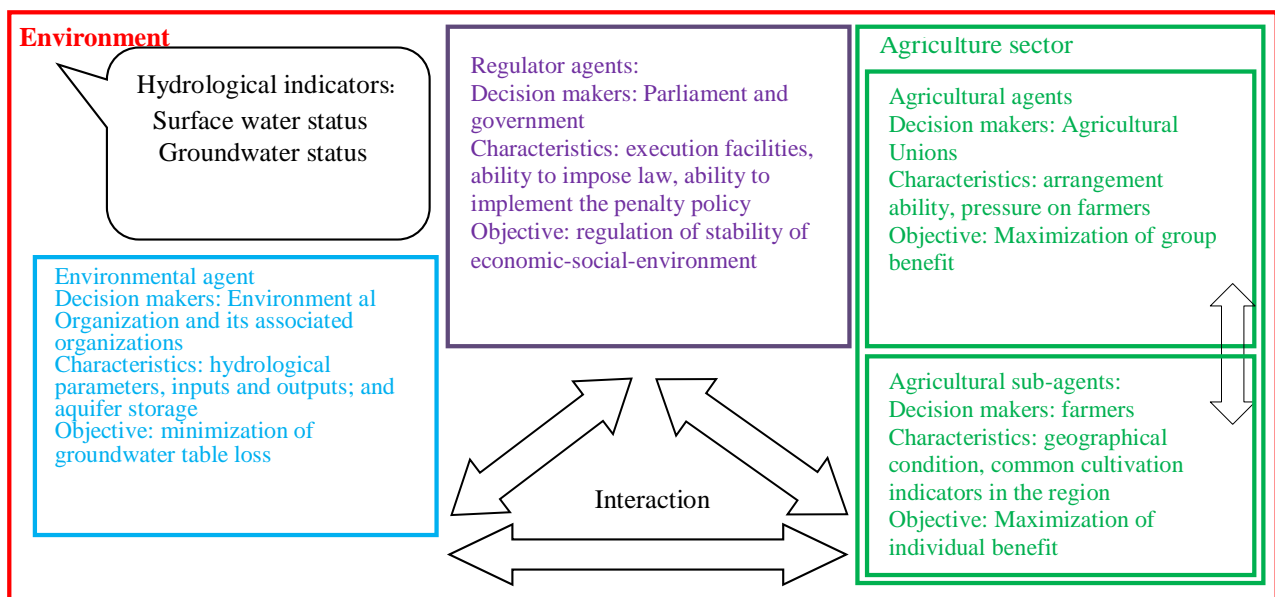 Environment
Hydrological indicators:
Surface water status
Groundwater status
Environmental agent
Decision makers: Environment al
Organization and its associated
organizations
Characteristics: hydrological
parameters, inputs and outputs; and
aquifer storage
Objective: minimization of
groundwater table loss
Regulator agents:
Decision makers: Parliament and
government
Characteristics: execution facilities,
ability to impose law, ability to
implement the penalty policy
Objective: regulation of stability of
economic-social-environment
Interaction
Agriculture sector
Agricultural agents
Decision makers: Agricultural
Unions
Characteristics: arrangement
ability, pressure on farmers
Objective: Maximization of group
benefit
Agricultural sub-agents:
Decision makers: farmers
Characteristics: geographical
condition, common cultivation
indicators in the region
Objective: Maximization of
individual benefit